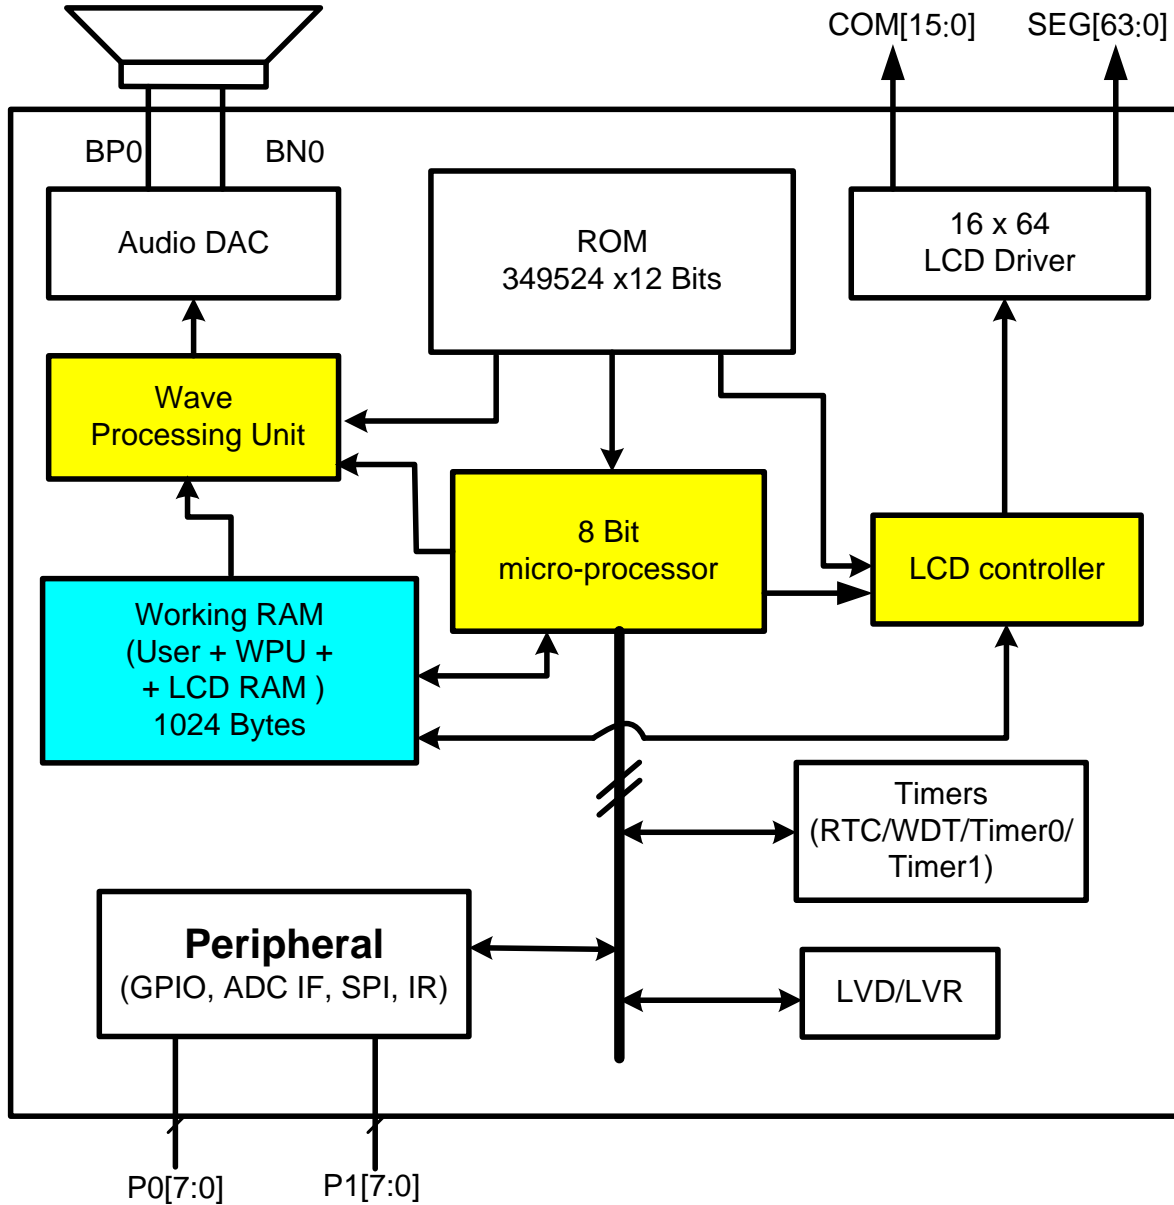 COM[15:0]
SEG[63:0]
BP0
BN0
Audio DAC
ROM
349524 x12 Bits
16 x 64
LCD Driver
Wave
Processing Unit
8 Bit
micro-processor
LCD controller
Working RAM
(User + WPU +
+ LCD RAM )
1024 Bytes
Timers
(RTC/WDT/Timer0/
Timer1)
Peripheral
(GPIO, ADC IF, SPI, IR)
LVD/LVR
P0[7:0]
P1[7:0]